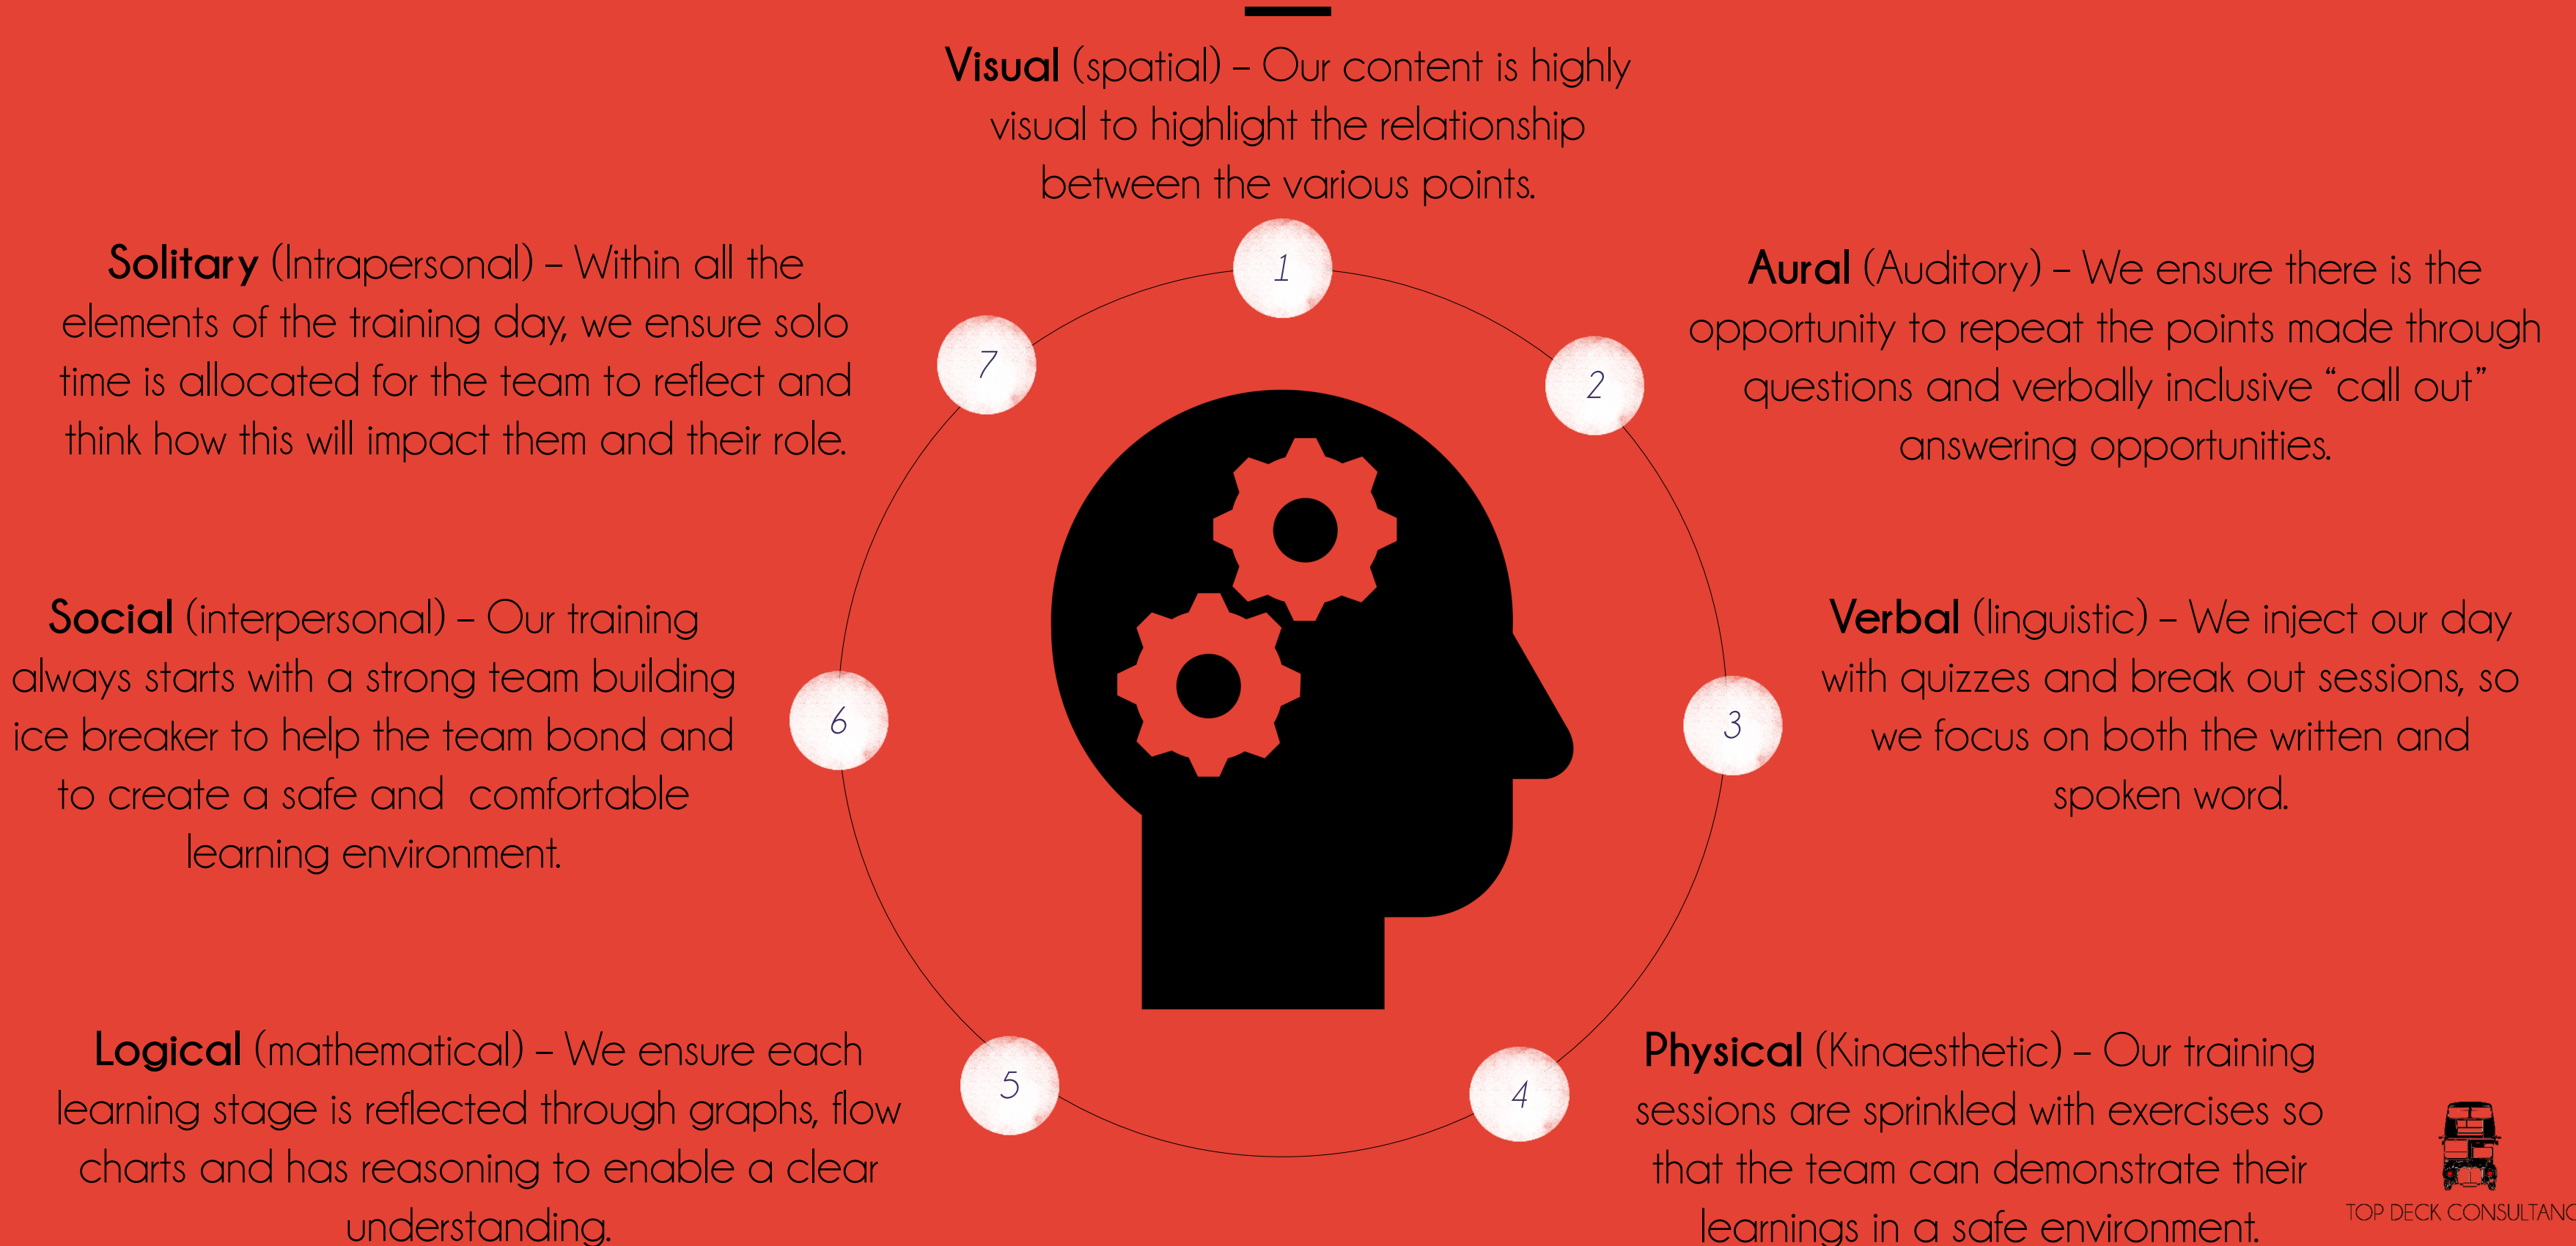 Visual (spatial) – Our content is highly
visual to highlight the relationship
between the various points.
1
Aural (Auditory) – We ensure there is the
opportunity to repeat the points made through
questions and verbally inclusive “call out”
answering opportunities.
2
Verbal (linguistic) – We inject our day
with quizzes and break out sessions, so
we focus on both the written and
spoken word.
3
Physical (Kinaesthetic) – Our training
sessions are sprinkled with exercises so
that the team can demonstrate their
learnings in a safe environment.
4
Logical (mathematical) – We ensure each
learning stage is reflected through graphs, flow
charts and has reasoning to enable a clear
understanding.
5
Social (interpersonal) – Our training
always starts with a strong team building
ice breaker to help the team bond and
to create a safe and  comfortable
learning environment.
6
Solitary (Intrapersonal) – Within all the
elements of the training day, we ensure solo
time is allocated for the team to reflect and
think how this will impact them and their role.
7
TOP DECK CONSULTANC